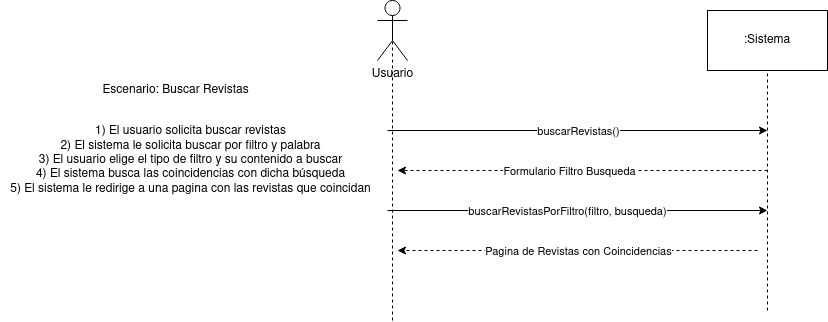 :Sistema
Usuario
Escenario: Buscar Revistas
1) El usuario solicita buscar revistas
2) El sistema le solicita buscar por filtro y palabra
3) El usuario elige el tipo de filtro y su contenido a buscar
4) El sistema busca las coincidencias con dicha búsqueda
5) El sistema le redirige a una pagina con las revistas que coincidan
buscarRevistas()
Formulario Filtro Busqueda
buscarRevistasPorFiltro(filtro, busqueda)
Pagina de Revistas con Coincidencias